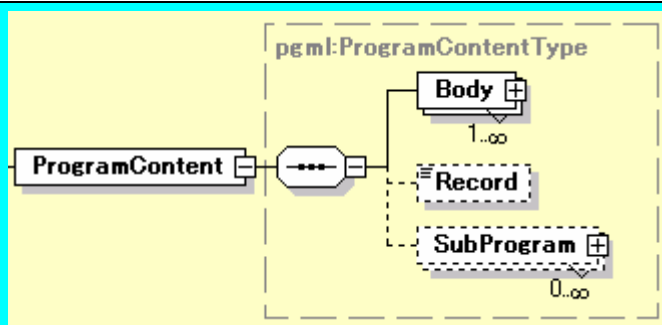 pgml:ProgramContentType
Body
1..∞
ProgramContent
Record
SubProgram
0..∞